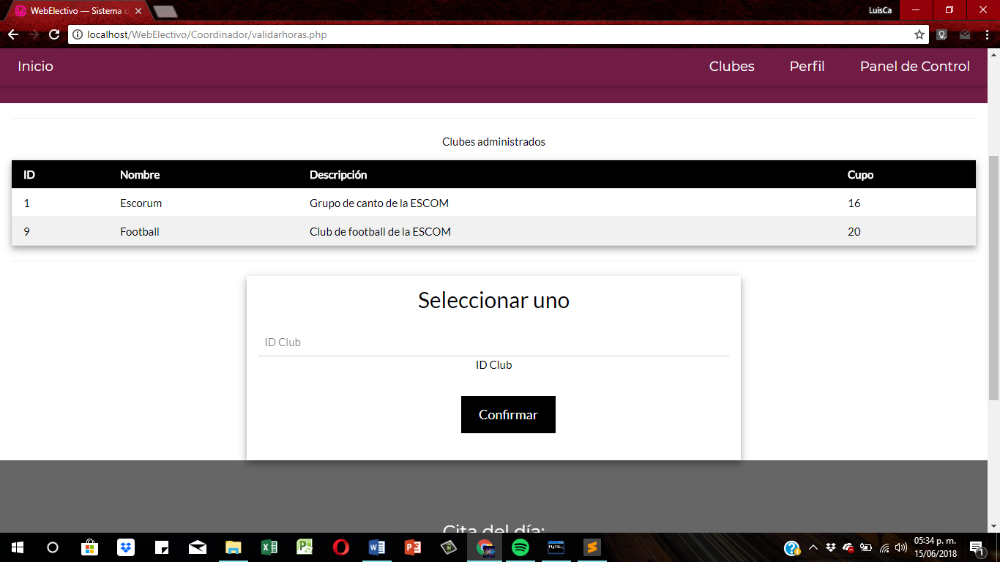 WebElectivo — Sistema d
LuisCa
localhost/WebElectivo/Coordinador/validarhoras.php
Inicio Clubes Perfil Panel de Control
Clubes administrados
ID Nombre Descripción Cupo
1 Escorum Grupo de canto de la ESCOM 16
9 Football Club de football de la ESCOM 20
Seleccionar uno
ID Club
ID Club
Confirmar
Cita del día:
05:34 p. m.
15/06/2018
1